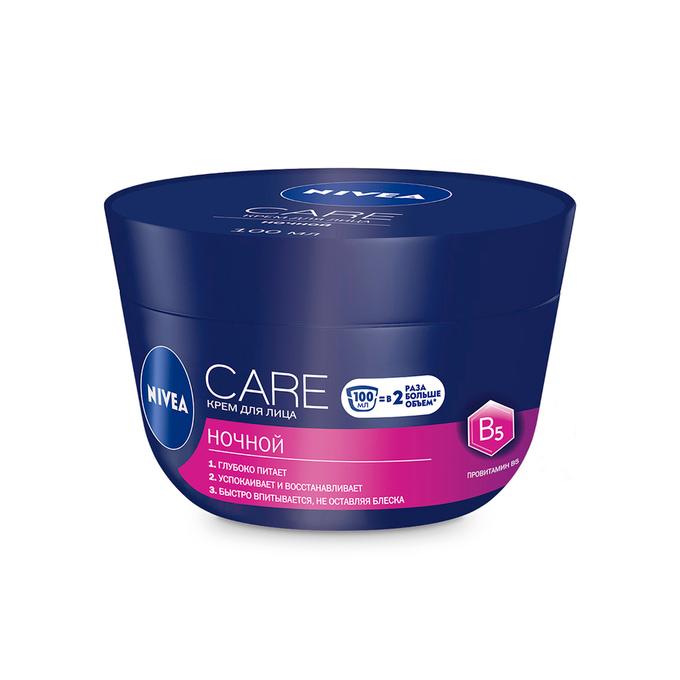 NIVEA
CARE
КРЕМ ДЛЯ ЛИЦА
НОЧНОЙ
100 МЛ
NIVEA
CARE
КРЕМ ДЛЯ ЛИЦА
100 МЛ = В 2 РАЗА БОЛЬШЕ ОБЪЕМ*
НОЧНОЙ
1. ГЛУБОКО ПИТАЕТ
2. УСПОКАИВАЕТ И ВОССТАНАВЛИВАЕТ
3. БЫСТРО ВПИТЫВАЕТСЯ, НЕ ОСТАВЛЯЯ БЛЕСКА
B5
ПРОВИТАМИН B5